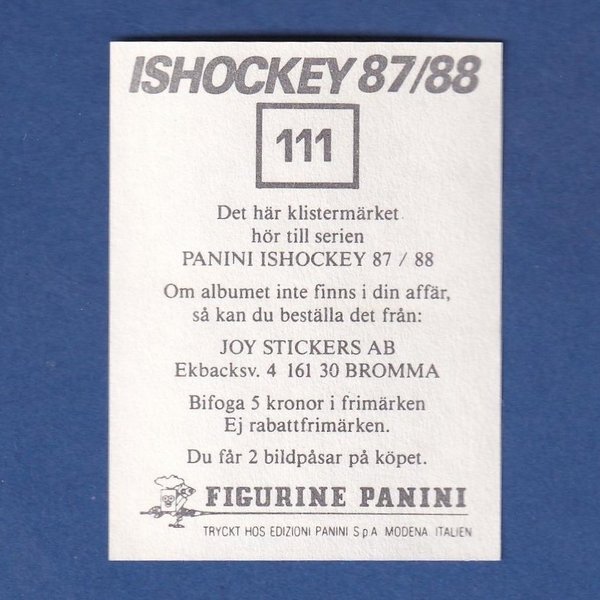 ISHOCKEY 87/88
111
Det här klistermärket
hör till serien
PANINI ISHOCKEY 87 / 88
Om albumet inte finns i din affär,
så kan du beställa det från:
JOY STICKERS AB
Ekbacksv. 4 161 30 BROMMA
Bifoga 5 kronor i frimärken
Ej rabattfrimärken.
Du får 2 bildpåsar på köpet.
FIGURINE PANINI
TRYCKT HOS EDIZIONI PANINI S p A MODENA ITALIEN